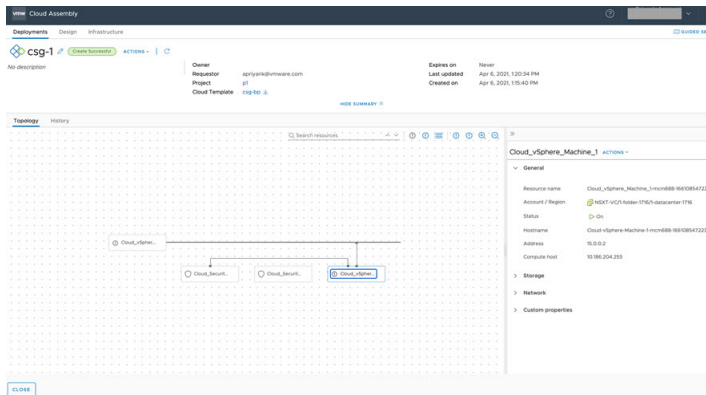 vmw Cloud Assembly
Deployments Design Infrastructure
GUIDED SE
csg-1 Create Successful ACTIONS
No description
Owner
Requestor apriyank@vmware.com
Project p1
Cloud Template csg-bp
Expires on Never
Last updated Apr 6, 2021, 1:20:34 PM
Created on Apr 6, 2021, 1:15:40 PM
HIDE SUMMARY
Topology History
Search resources
Cloud_vSpher...
Cloud_Securit...
Cloud_Securit...
Cloud_vSpher...
Cloud_vSphere_Machine_1 ACTIONS
General
Resource name Cloud_vSphere_Machine_1-mcm688-1661085472
Account / Region NSXT-VC/1-folder-1716/1-datacenter-1716
Status On
Hostname Cloud-vSphere-Machine-1-mcm688-1661085472
Address 15.0.0.2
Compute host 10.186.204.255
Storage
Network
Custom properties
CLOSE